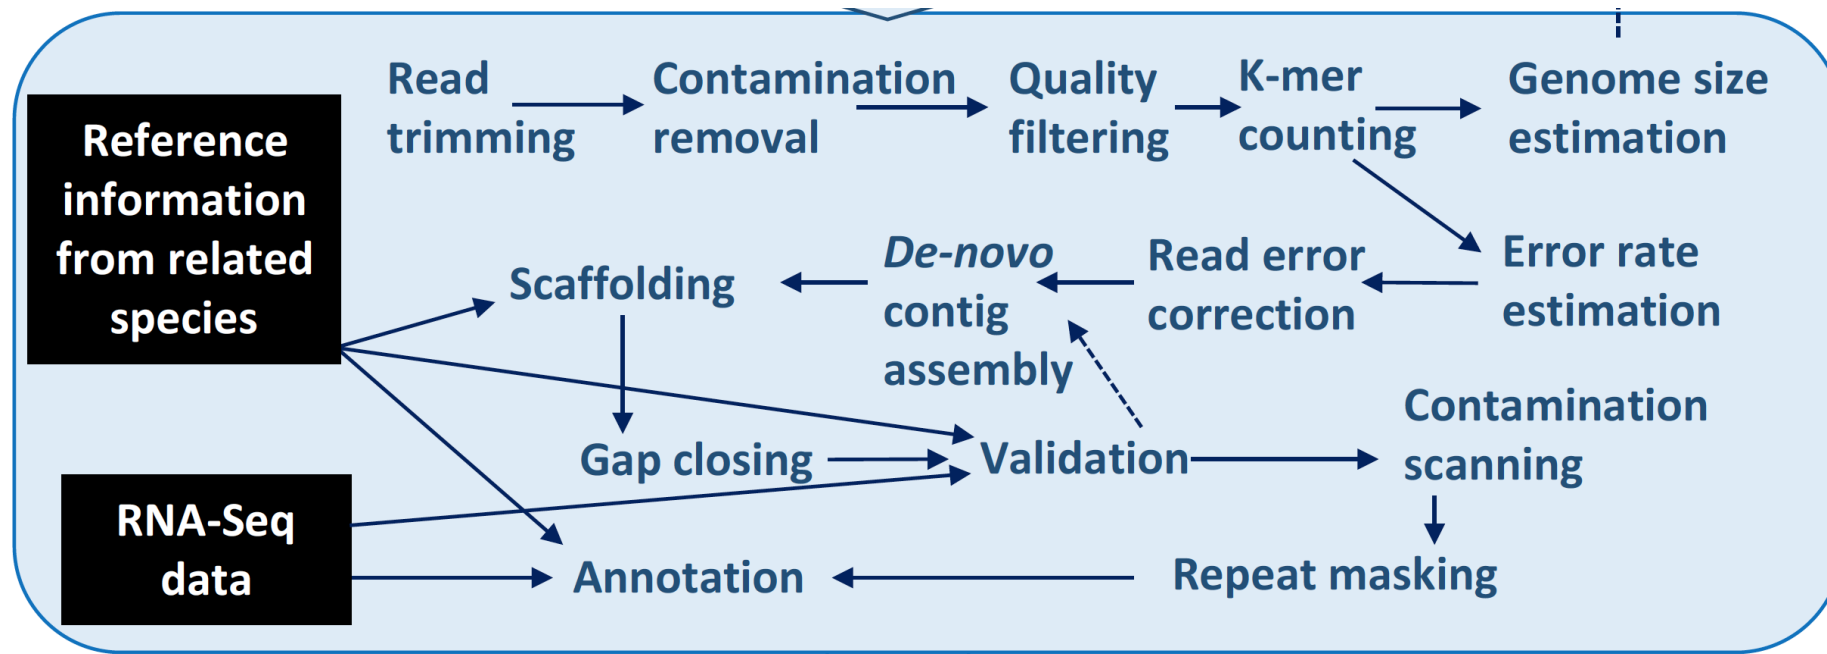 Read
trimming
Contamination
removal
Quality
filtering
K-mer
counting
Genome size
estimation
Reference
information
from related
species
Scaffolding
De-novo
contig
assembly
Read error
correction
Error rate
estimation
Gap closing
Validation
Contamination
scanning
RNA-Seq
data
Annotation
Repeat masking